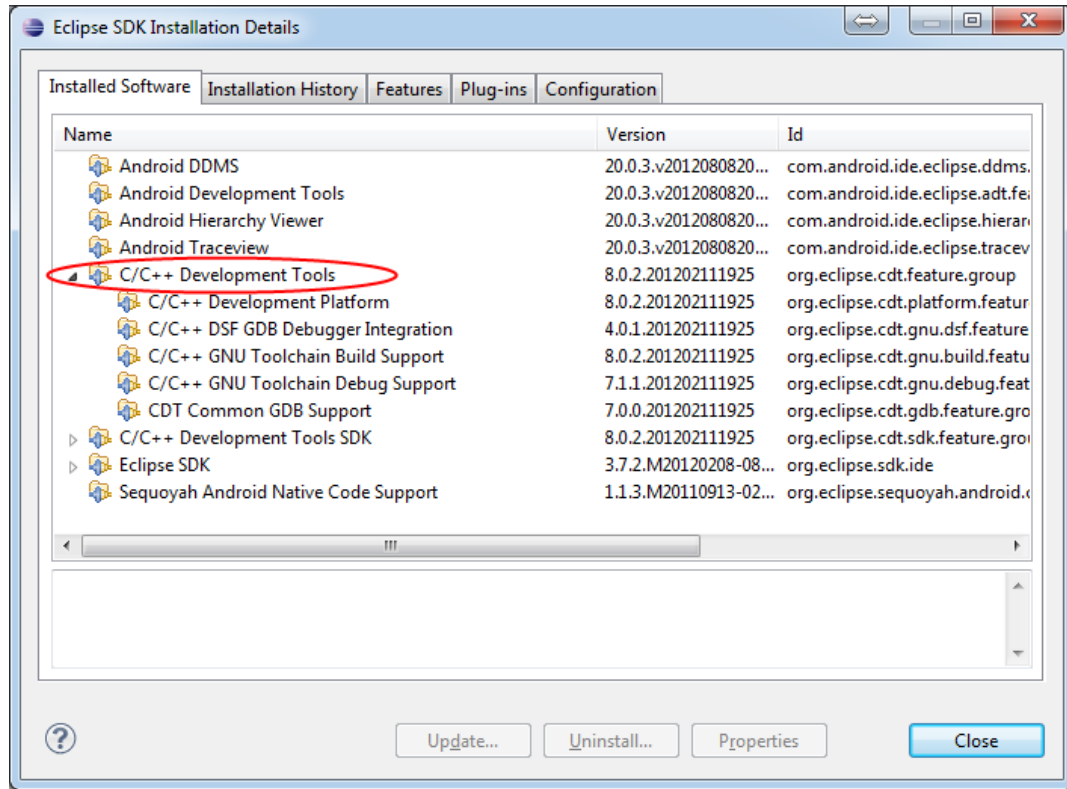 Eclipse SDK Installation Details
Installed Software Installation History Features Plug-ins Configuration
Name Version Id
Android DDMS 20.0.3.v2012080820... com.android.ide.eclipse.ddms.
Android Development Tools 20.0.3.v2012080820... com.android.ide.eclipse.adt.fea
Android Hierarchy Viewer 20.0.3.v2012080820... com.android.ide.eclipse.hierar
Android Traceview 20.0.3.v2012080820... com.android.ide.eclipse.tracev
C/C++ Development Tools 8.0.2.201202111925 org.eclipse.cdt.feature.group
C/C++ Development Platform 8.0.2.201202111925 org.eclipse.cdt.platform.featur
C/C++ DSF GDB Debugger Integration 4.0.1.201202111925 org.eclipse.cdt.gnu.dsf.feature
C/C++ GNU Toolchain Build Support 8.0.2.201202111925 org.eclipse.cdt.gnu.build.featu
C/C++ GNU Toolchain Debug Support 7.1.1.201202111925 org.eclipse.cdt.gnu.debug.feat
CDT Common GDB Support 7.0.0.201202111925 org.eclipse.cdt.gdb.feature.gro
C/C++ Development Tools SDK 8.0.2.201202111925 org.eclipse.cdt.sdk.feature.grou
Eclipse SDK 3.7.2.M20120208-08... org.eclipse.sdk.ide
Sequoyah Android Native Code Support 1.1.3.M20110913-02... org.eclipse.sequoyah.android.c
Update... Uninstall... Properties Close